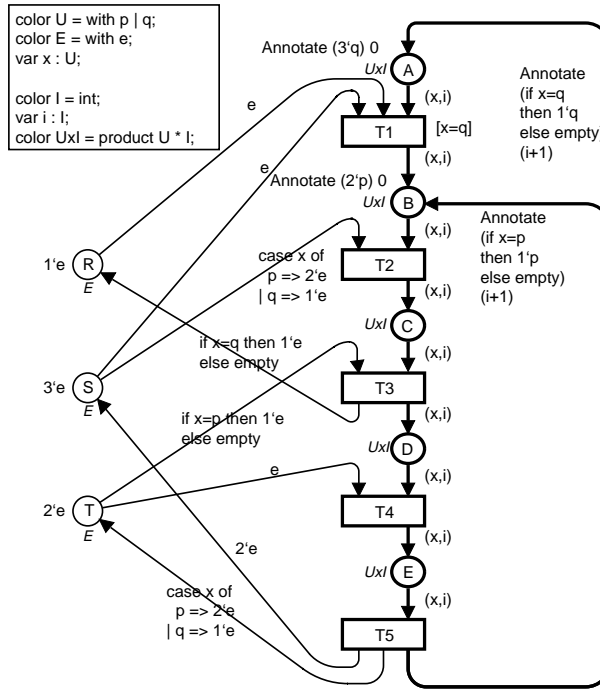 color U = with p | q;
color E = with e;
var x : U;
color I = int;
var i : I;
color UxI = product U * I;
Annotate (3‘q) 0
UxI
A
(x,i)
Annotate
(if x=q
then 1‘q
else empty)
(i+1)
e
T1
[x=q]
(x,i)
e
Annotate (2‘p) 0
UxI
B
(x,i)
Annotate
(if x=p
then 1‘p
else empty)
(i+1)
case x of
p => 2‘e
| q => 1‘e
1‘e
R
E
T2
(x,i)
UxI
C
(x,i)
if x=q then 1‘e
else empty
3‘e
S
E
T3
(x,i)
if x=p then 1‘e
else empty
UxI
D
(x,i)
e
2‘e
T
E
T4
(x,i)
2‘e
UxI
E
(x,i)
case x of
p => 2‘e
| q => 1‘e
T5